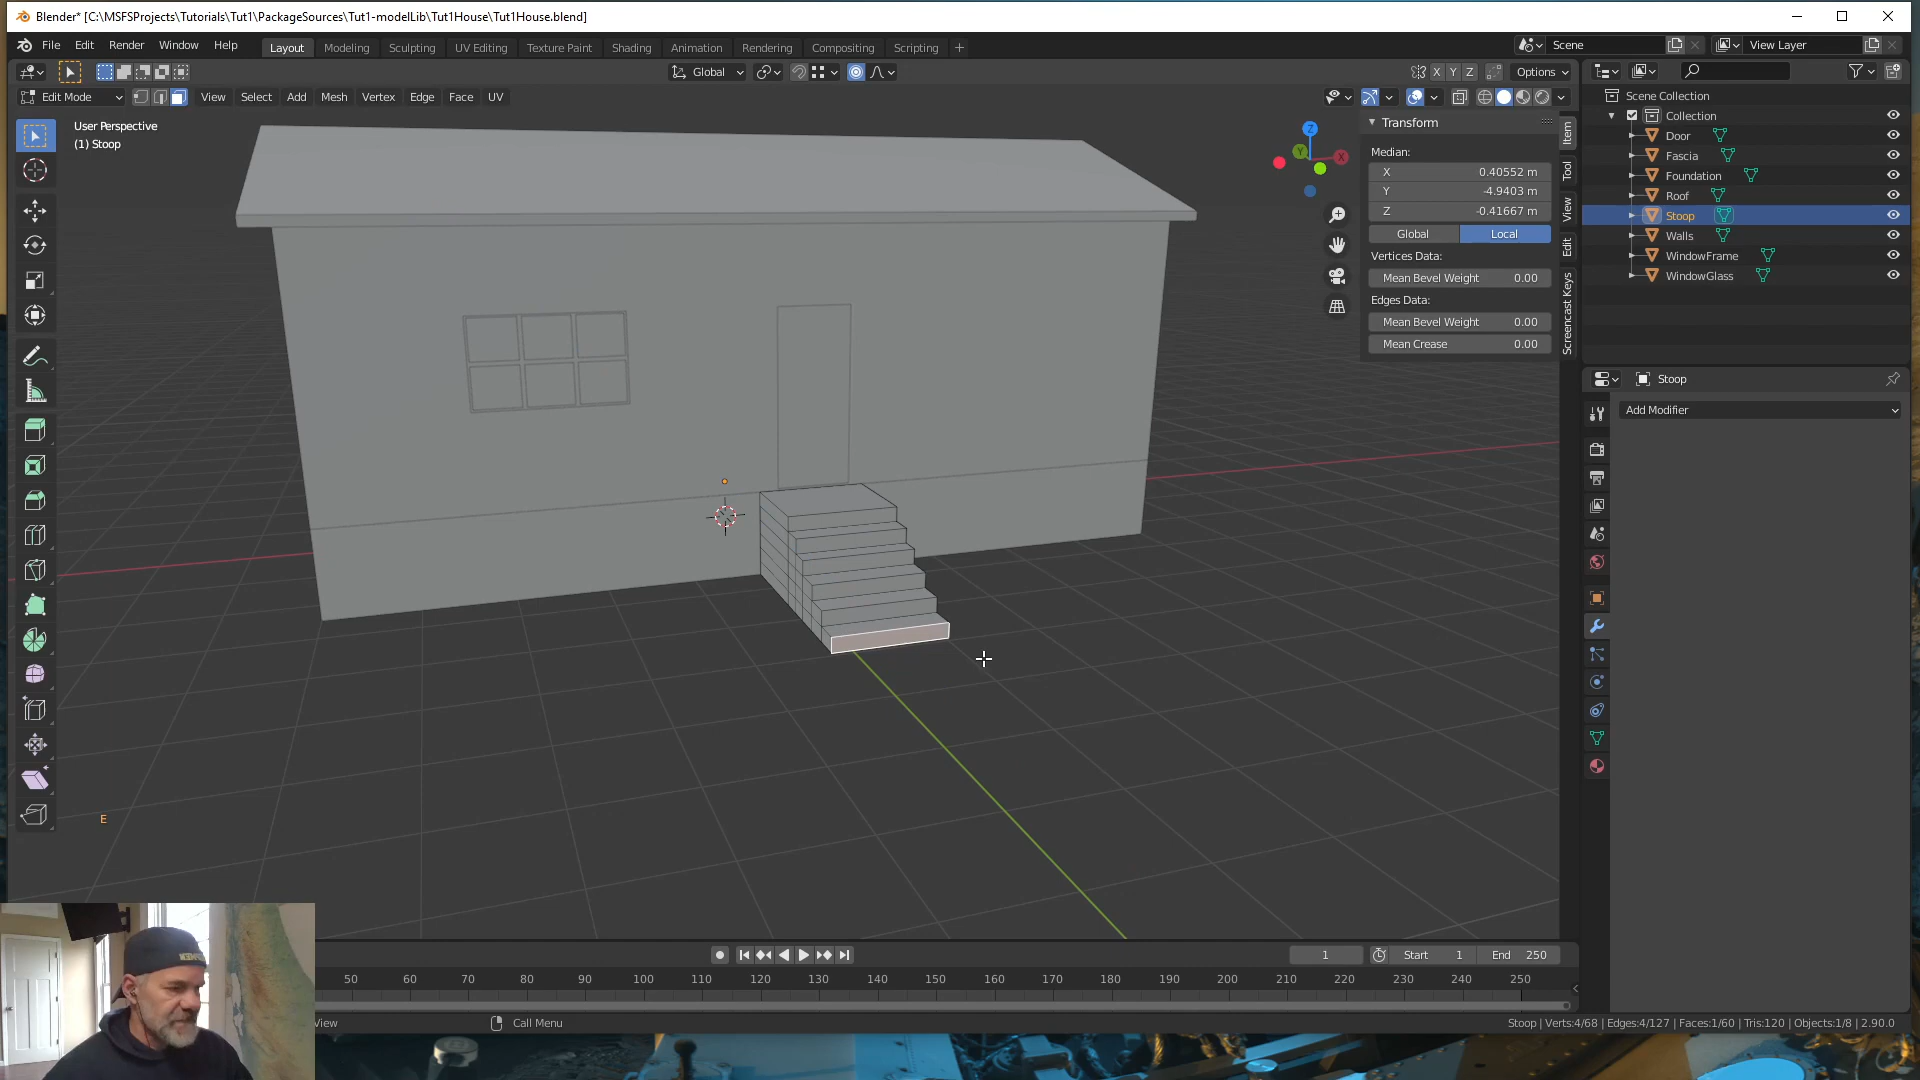 Blender* [C:\MSFSProjects\Tutorials\Tut1\PackageSources\Tut1-modelLib\Tut1House\Tut1House.blend]
File Edit Render Window Help Layout Modeling Sculpting UV Editing Texture Paint Shading Animation Rendering Compositing Scripting + Scene View Layer
Global X Y Z Options
Edit Mode View Select Add Mesh Vertex Edge Face UV
User Perspective
(1) Stoop
Z
Y
X
Transform
Median:
X 0.40552 m
Y -4.9403 m
Z -0.41667 m
Global Local
Vertices Data:
Mean Bevel Weight 0.00
Edges Data:
Mean Bevel Weight 0.00
Mean Crease 0.00
Item
Tool
View
Edit
Screencast Keys
Scene Collection
Collection
Door
Fascia
Foundation
Roof
Stoop
Walls
WindowFrame
WindowGlass
Stoop
Add Modifier
E
1 Start 1 End 250
50 60 70 80 90 100 110 120 130 140 150 160 170 180 190 200 210 220 230 240 250
View Call Menu
Stoop | Verts:4/68 | Edges:4/127 | Faces:1/60 | Tris:120 | Objects:1/8 | 2.90.0